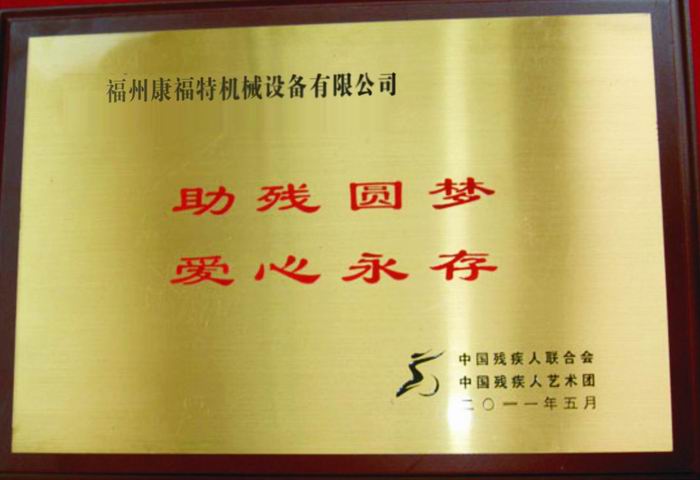 福州康福特机械设备有限公司
助残圆梦
爱心永存
中国残疾人联合会
中国残疾人艺术团
二〇一一年五月